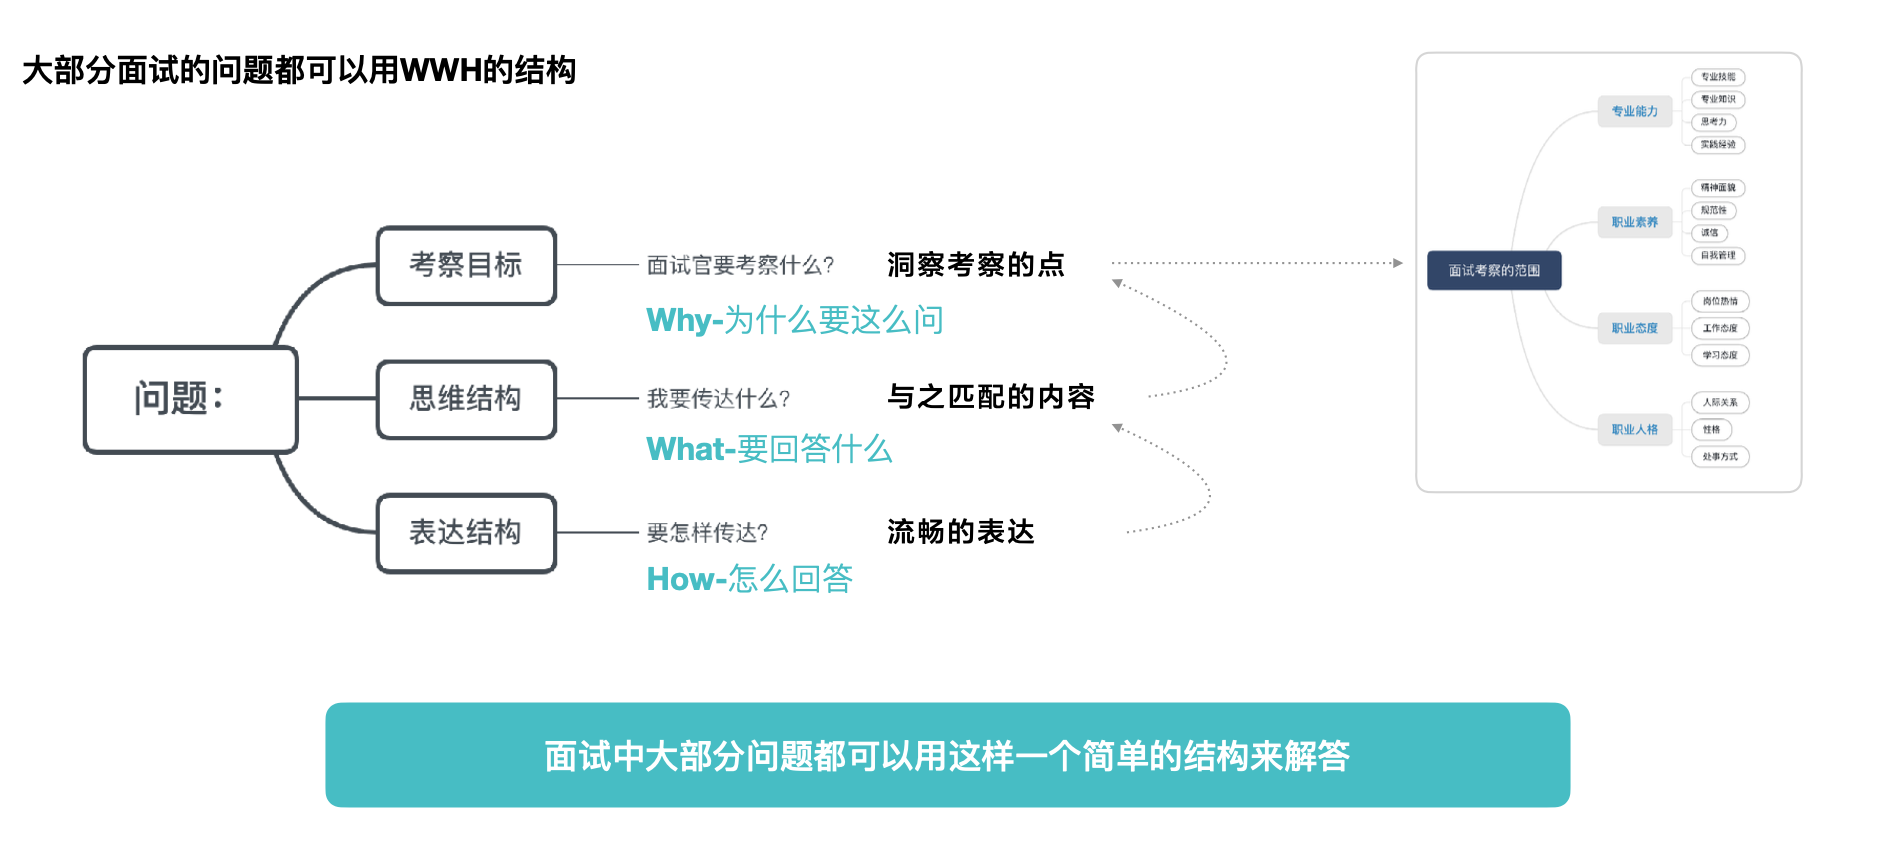 大部分面试的问题都可以用WWH的结构
问题：
考察目标
面试官要考察什么？
洞察考察的点
Why-为什么要这么问
思维结构
我要传达什么？
与之匹配的内容
What-要回答什么
表达结构
要怎样传达？
流畅的表达
How-怎么回答
面试考察的范围
专业能力
专业技能
专业知识
思考力
实践经验
职业素养
精神面貌
规范性
诚信
自我管理
职业态度
岗位热情
工作态度
学习态度
职业人格
人际关系
性格
处事方式
面试中大部分问题都可以用这样一个简单的结构来解答